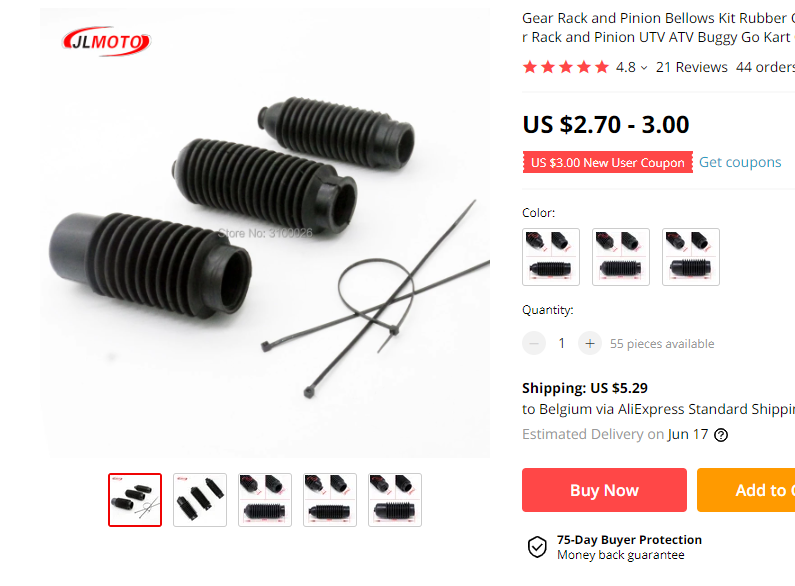 JLMOTO
Store No: 3100026
Gear Rack and Pinion Bellows Kit Rubber
r Rack and Pinion UTV ATV Buggy Go Kart
4.8 21 Reviews 44 orders
US $2.70 - 3.00
US $3.00 New User Coupon Get coupons
Color:
Quantity:
1 55 pieces available
Shipping: US $5.29
to Belgium via AliExpress Standard Shippin
Estimated Delivery on Jun 17
Buy Now
Add to
75-Day Buyer Protection
Money back guarantee